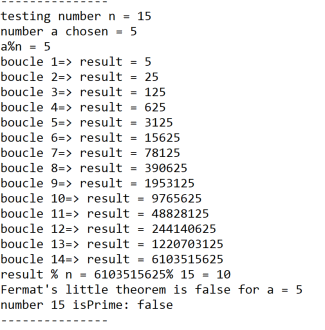 ---------------
testing number n = 15
number a chosen = 5
a%n = 5
boucle 1=> result = 5
boucle 2=> result = 25
boucle 3=> result = 125
boucle 4=> result = 625
boucle 5=> result = 3125
boucle 6=> result = 15625
boucle 7=> result = 78125
boucle 8=> result = 390625
boucle 9=> result = 1953125
boucle 10=> result = 9765625
boucle 11=> result = 48828125
boucle 12=> result = 244140625
boucle 13=> result = 1220703125
boucle 14=> result = 6103515625
result % n = 6103515625% 15 = 10
Fermat's little theorem is false for a = 5
number 15 isPrime: false
---------------